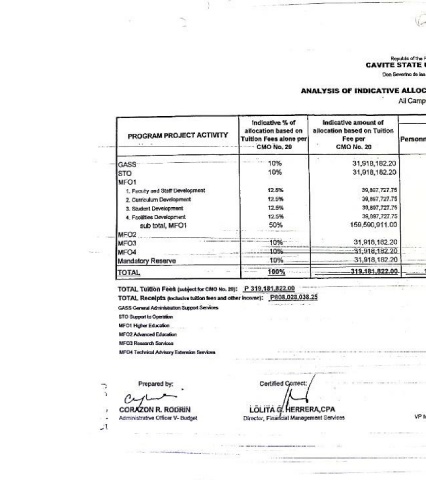 Republic of the
CAVITE STATE
Don Severino de las
ANALYSIS OF INDICATIVE ALLOC
All Camp
PROGRAM PROJECT ACTIVITY
Indicative % of allocation based on Tuition Fees alone per CMO No. 20
Indicative amount of allocation based on Tuition Fee per CMO No. 20
Personn
GASS 10% 31,918,182.20
STO 10% 31,918,182.20
MFO1
1. Faculty and Staff Development 12.5% 39,897,727.75
2. Curriculum Development 12.5% 39,897,727.75
3. Student Development 12.5% 39,897,727.75
4. Facilities Development 12.5% 39,897,727.75
sub total, MFO1 50% 159,590,911.00
MFO2
MFO3 10% 31,918,182.20
MFO4 10% 31,918,182.20
Mandatory Reserve 10% 31,918,182.20
TOTAL 100% 319,181,822.00
TOTAL Tuition Fees (subject for CMO No. 20): P 319,181,822.00
TOTAL Receipts (inclusive tuition fees and other income): P808,028,038.25
GASS General Administration Support Services
STO Support to Operation
MFO1 Higher Education
MFO2 Advanced Education
MFO3 Research Services
MFO4 Technical Advisory Extension Services
Prepared by: Certified Correct:
CORAZON R. RODRIN LOLITA G. HERRERA, CPA
Administrative Officer V- Budget Director, Financial Management Services
VP